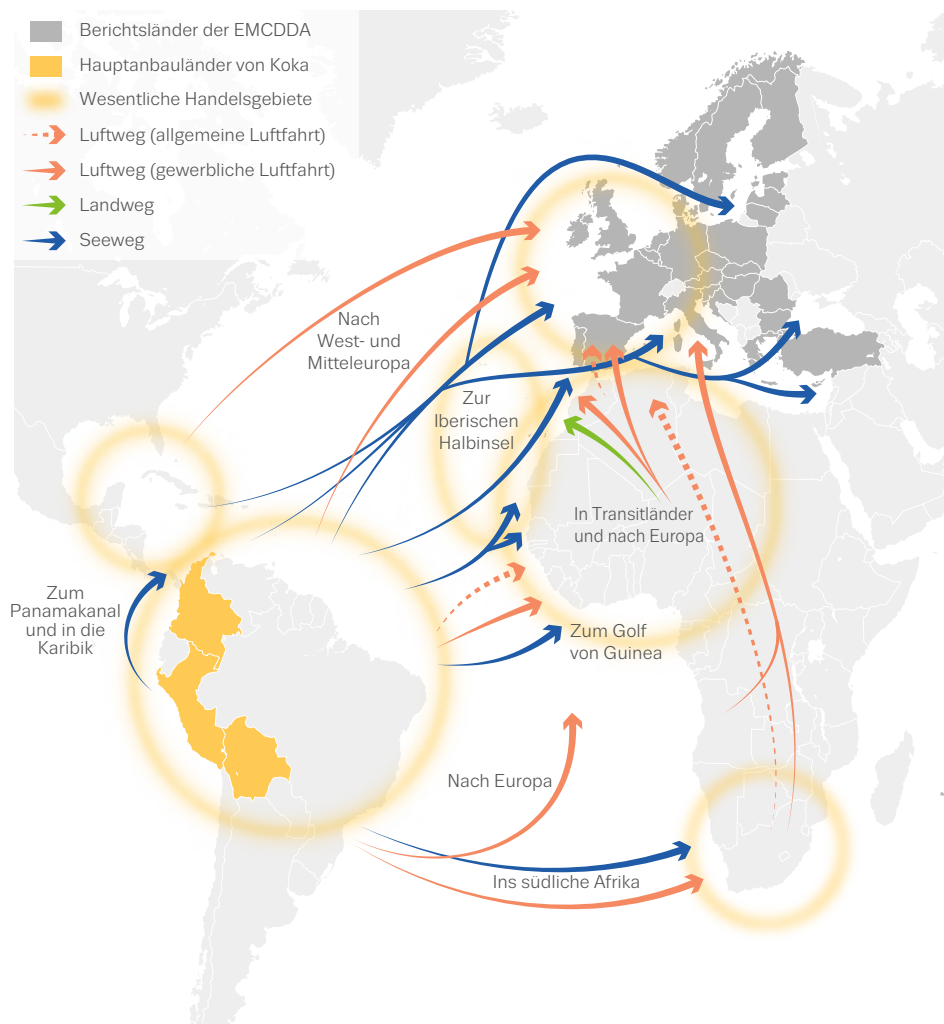 Berichtsländer der EMCDDA
Hauptanbauländer von Koka
Wesentliche Handelsgebiete
Luftweg (allgemeine Luftfahrt)
Luftweg (gewerbliche Luftfahrt)
Landweg
Seeweg
Nach
West- und
Mitteleuropa
Zur
Iberischen
Halbinsel
In Transitländer
und nach Europa
Zum
Panamakanal
und in die
Karibik
Zum Golf
von Guinea
Nach Europa
Ins südliche Afrika